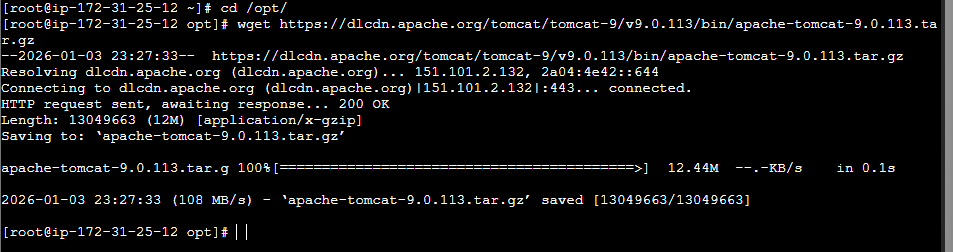 [root@ip-172-31-25-12 ~]# cd /opt/
[root@ip-172-31-25-12 opt]# wget https://dlcdn.apache.org/tomcat/tomcat-9/v9.0.113/bin/apache-tomcat-9.0.113.ta
r.gz
--2026-01-03 23:27:33--  https://dlcdn.apache.org/tomcat/tomcat-9/v9.0.113/bin/apache-tomcat-9.0.113.tar.gz
Resolving dlcdn.apache.org (dlcdn.apache.org)... 151.101.2.132, 2a04:4e42::644
Connecting to dlcdn.apache.org (dlcdn.apache.org)|151.101.2.132|:443... connected.
HTTP request sent, awaiting response... 200 OK
Length: 13049663 (12M) [application/x-gzip]
Saving to: ‘apache-tomcat-9.0.113.tar.gz’
apache-tomcat-9.0.113.tar.g 100%[==========================================>]  12.44M  --.-KB/s    in 0.1s
2026-01-03 23:27:33 (108 MB/s) - ‘apache-tomcat-9.0.113.tar.gz’ saved [13049663/13049663]
[root@ip-172-31-25-12 opt]#